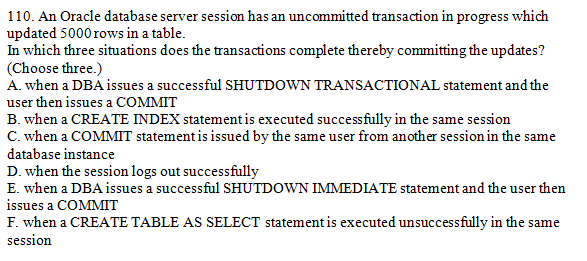 110. An Oracle database server session has an uncommitted transaction in progress which
updated 5000 rows in a table.
In which three situations does the transactions complete thereby committing the updates?
(Choose three.)
A. when a DBA issues a successful SHUTDOWN TRANSACTIONAL statement and the
user then issues a COMMIT
B. when a CREATE INDEX statement is executed successfully in the same session
C. when a COMMIT statement is issued by the same user from another session in the same
database instance
D. when the session logs out successfully
E. when a DBA issues a successful SHUTDOWN IMMEDIATE statement and the user then
issues a COMMIT
F. when a CREATE TABLE AS SELECT statement is executed unsuccessfully in the same
session